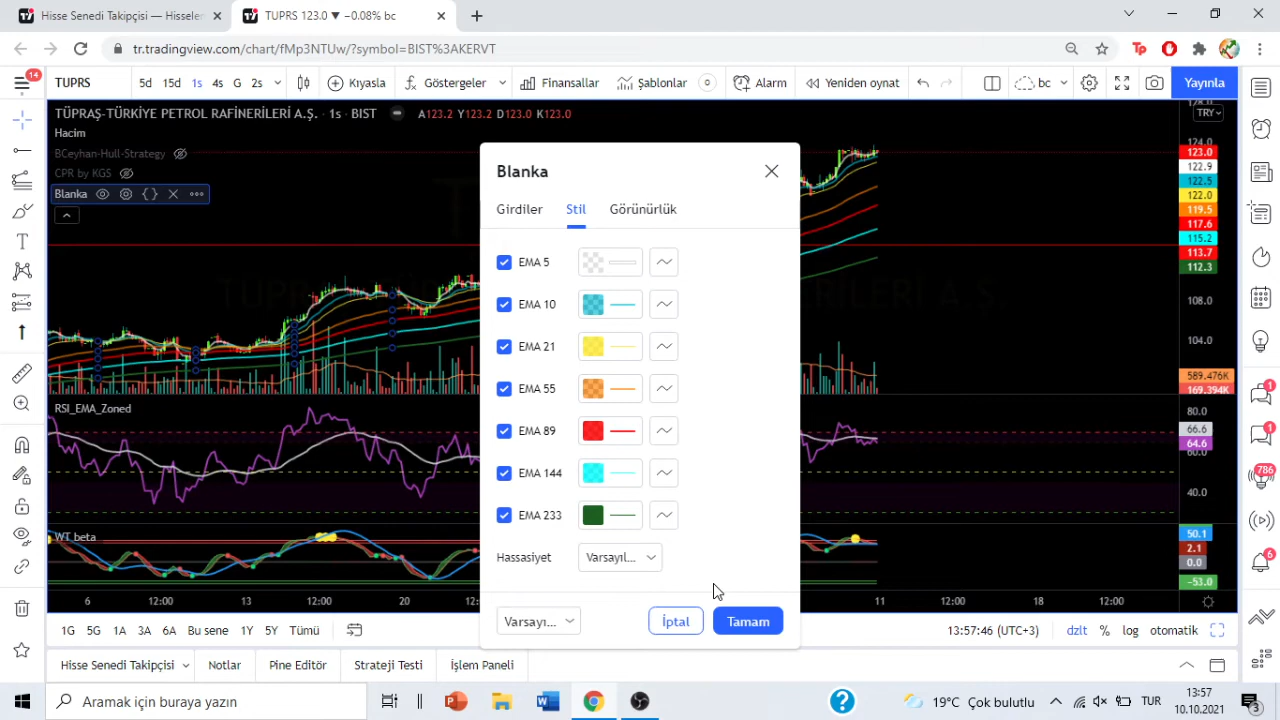 Hisse Senedi Takipçisi — Hisseler
TUPRS 123.0 ▼ −0.08% bc
tr.tradingview.com/chart/fMp3NTUw/?symbol=BIST%3AKERVT
14
TUPRS
5d 15d 1s 4s G 2s
Kıyasla
Göstergeler
Finansallar
Şablonlar
Alarm
Yeniden oynat
bc
Yayınla
TÜPRAŞ-TÜRKİYE PETROL RAFİNERİLERİ A.Ş. · 1s · BIST
A123.2 Y123.2 D123.0 K123.0
TRY
Hacim
BCeyhan-Hull-Strategy
CPR by KGS
Blanka
124.0
123.0
122.9
122.5
122.0
119.5
117.6
115.2
113.7
112.3
108.0
104.0
589.476K
169.394K
Blanka
Girdiler Stil Görünürlük
EMA 5
EMA 10
EMA 21
EMA 55
EMA 89
EMA 144
EMA 233
Hassasiyet
Varsayıl...
Varsayı...
İptal
Tamam
RSI_EMA_Zoned
80.0
66.6
64.6
60.0
40.0
WT beta
50.1
2.1
0.0
−53.0
6 12:00 13 12:00 20 12: 11 12:00 18 12:00
1G 5G 1A 3A 6A Bu sene 1Y 5Y Tümü
13:57:46 (UTC+3)
dzlt % log otomatik
Hisse Senedi Takipçisi
Notlar
Pine Editör
Strateji Testi
İşlem Paneli
1
1
786
6
Aramak için buraya yazın
19°C Çok bulutlu
TUR
13:57
10.10.2021
3